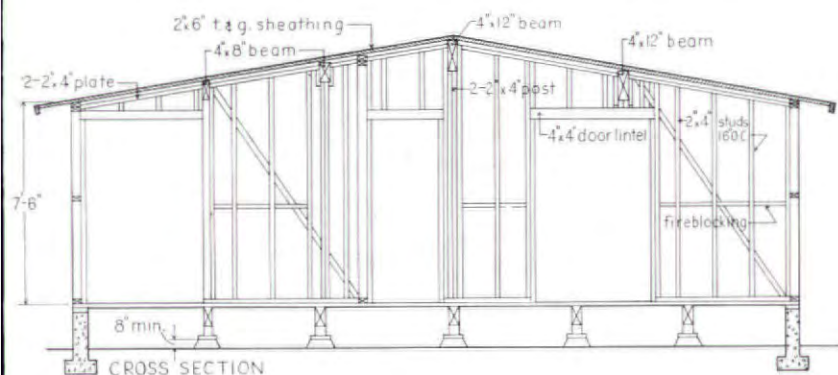 2"x6" t.&g. sheathing
4"x12" beam
4"x8" beam
4"x12" beam
2-2"x4" plate
2-2"x4" post
4"x4" door lintel
2"x4" studs
16 O.C.
7'-6"
fireblocking
8" min.
CROSS SECTION